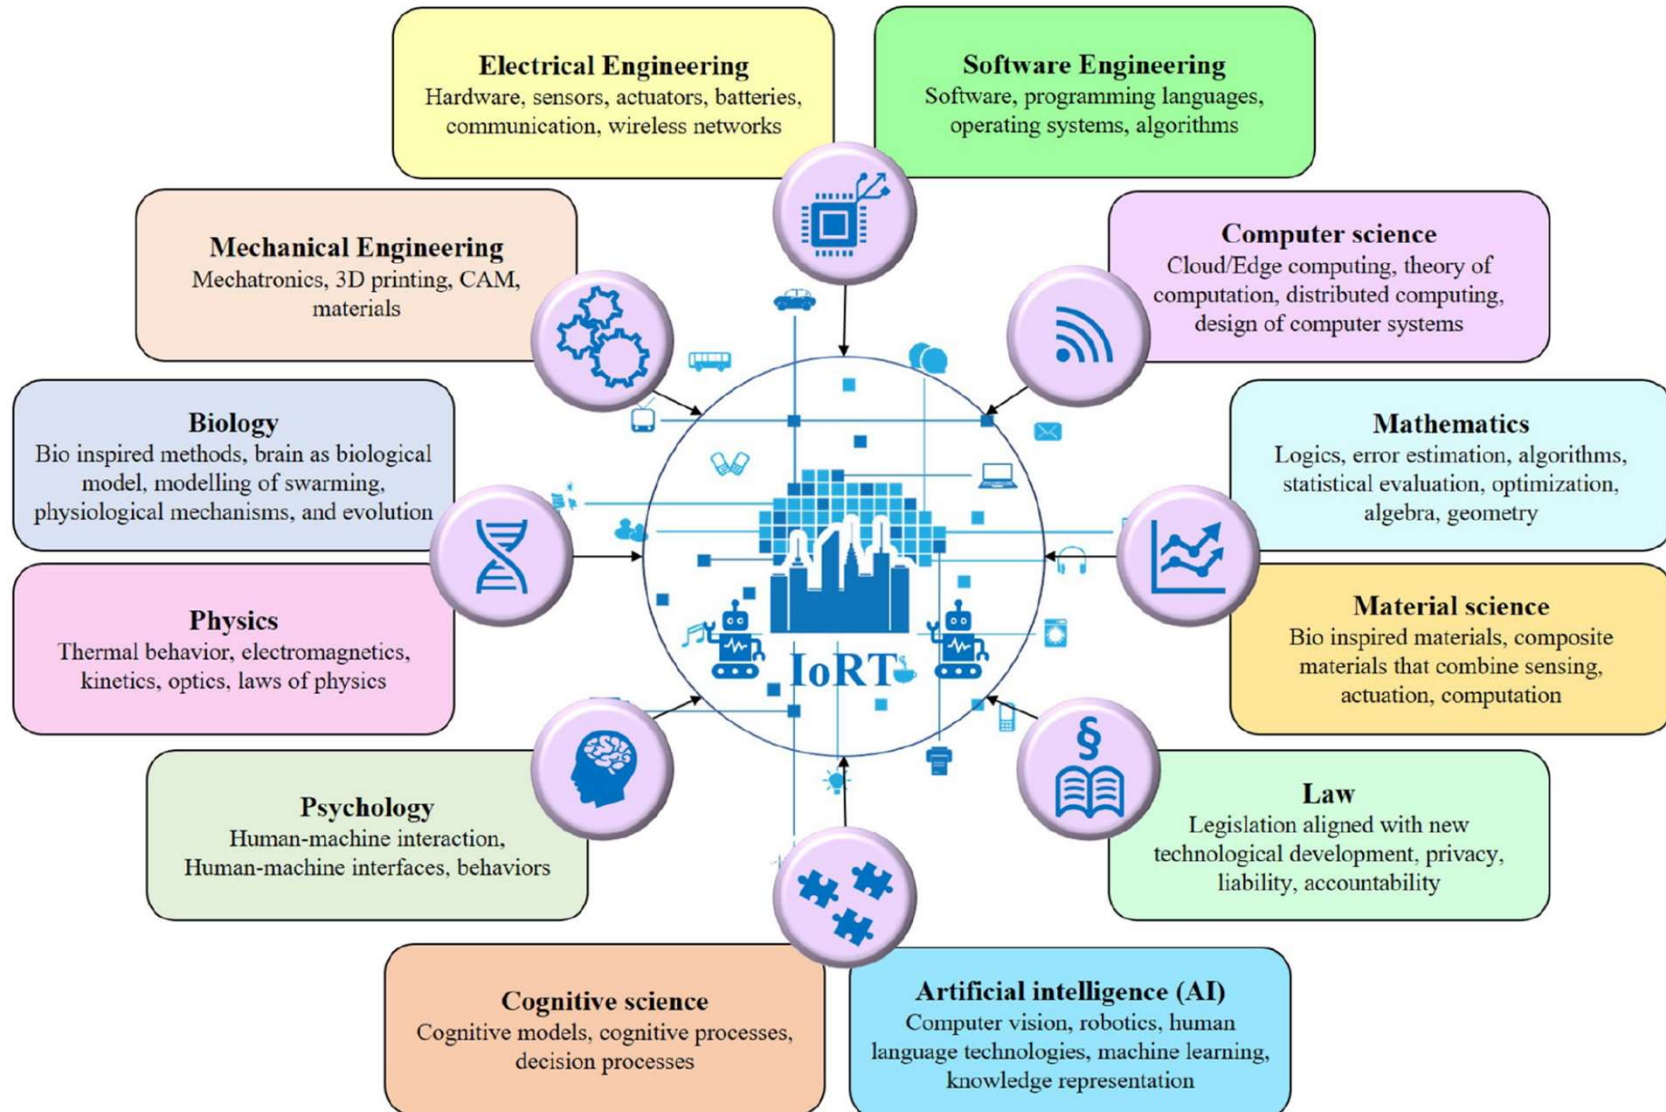 Electrical Engineering
Hardware, sensors, actuators, batteries,
communication, wireless networks
Software Engineering
Software, programming languages,
operating systems, algorithms
Mechanical Engineering
Mechatronics, 3D printing, CAM,
materials
Computer science
Cloud/Edge computing, theory of
computation, distributed computing,
design of computer systems
Biology
Bio inspired methods, brain as biological
model, modelling of swarming,
physiological mechanisms, and evolution
Mathematics
Logics, error estimation, algorithms,
statistical evaluation, optimization,
algebra, geometry
Physics
Thermal behavior, electromagnetics,
kinetics, optics, laws of physics
Material science
Bio inspired materials, composite
materials that combine sensing,
actuation, computation
IoRT
§
Psychology
Human-machine interaction,
Human-machine interfaces, behaviors
Law
Legislation aligned with new
technological development, privacy,
liability, accountability
Cognitive science
Cognitive models, cognitive processes,
decision processes
Artificial intelligence (AI)
Computer vision, robotics, human
language technologies, machine learning,
knowledge representation